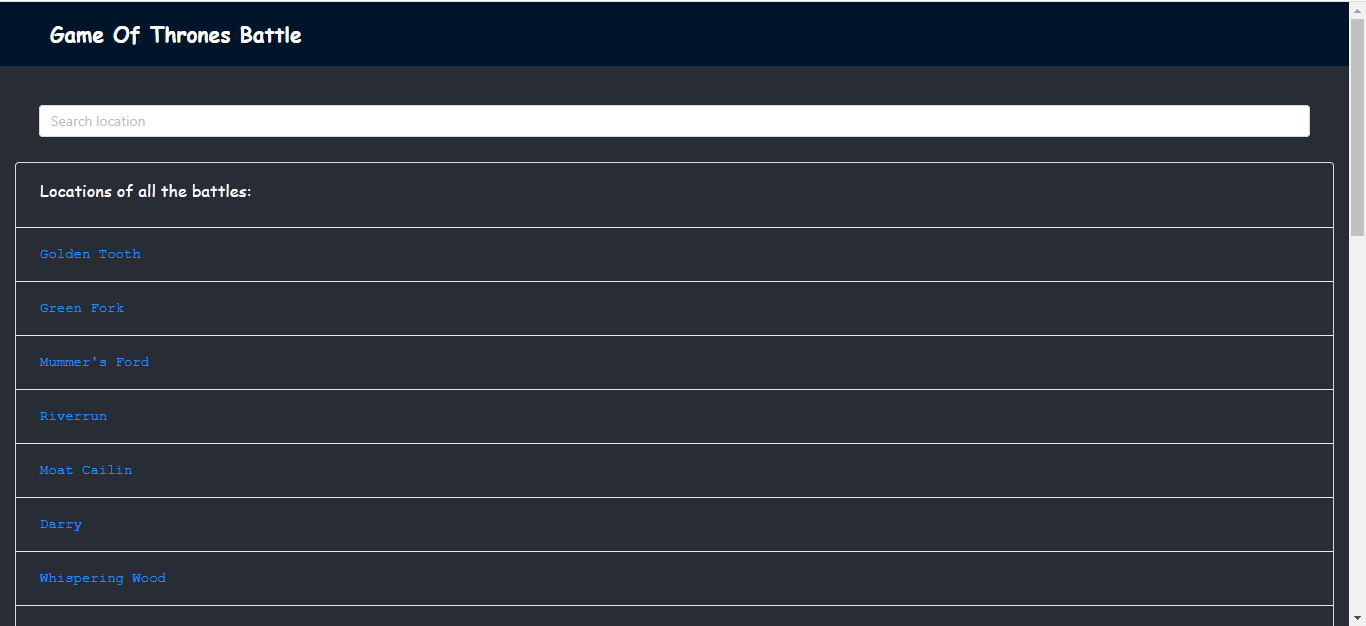 Game Of Thrones Battle
Search location
Locations of all the battles:
Golden Tooth
Green Fork
Mummer's Ford
Riverrun
Moat Cailin
Darry
Whispering Wood